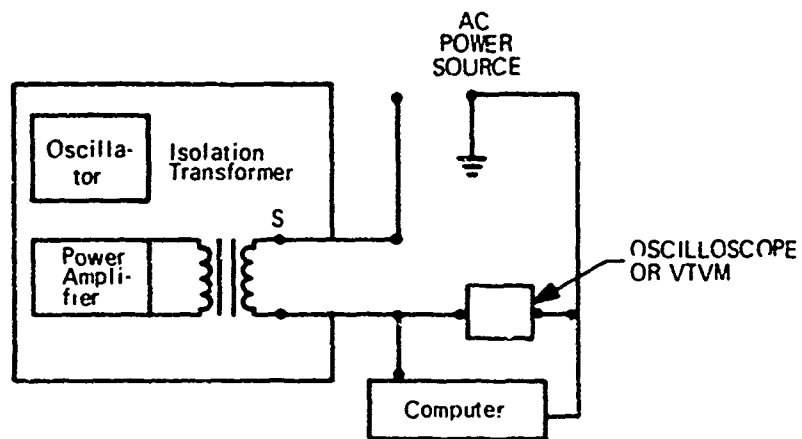 AC
POWER
SOURCE
Oscilla-
tor
Isolation
Transformer
S
Power
Ampli-
fier
OSCILLOSCOPE
OR VTVM
Computer